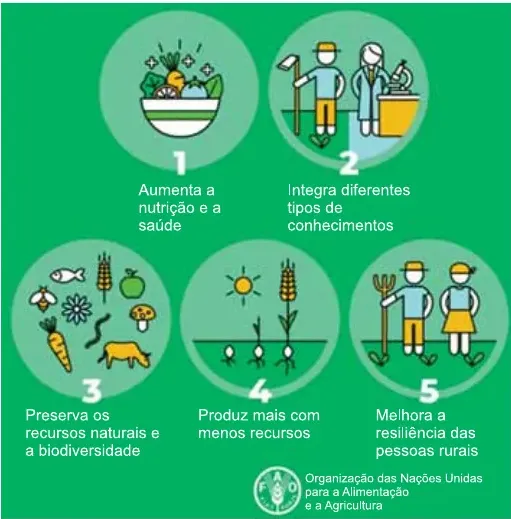 1
Aumenta a
nutrição e a
saúde
2
Integra diferentes
tipos de
conhecimentos
3
Preserva os
recursos naturais e
a biodiversidade
4
Produz mais com
menos recursos
5
Melhora a
resiliência das
pessoas rurais
FAO
Organização das Nações Unidas
para a Alimentação
e a Agricultura